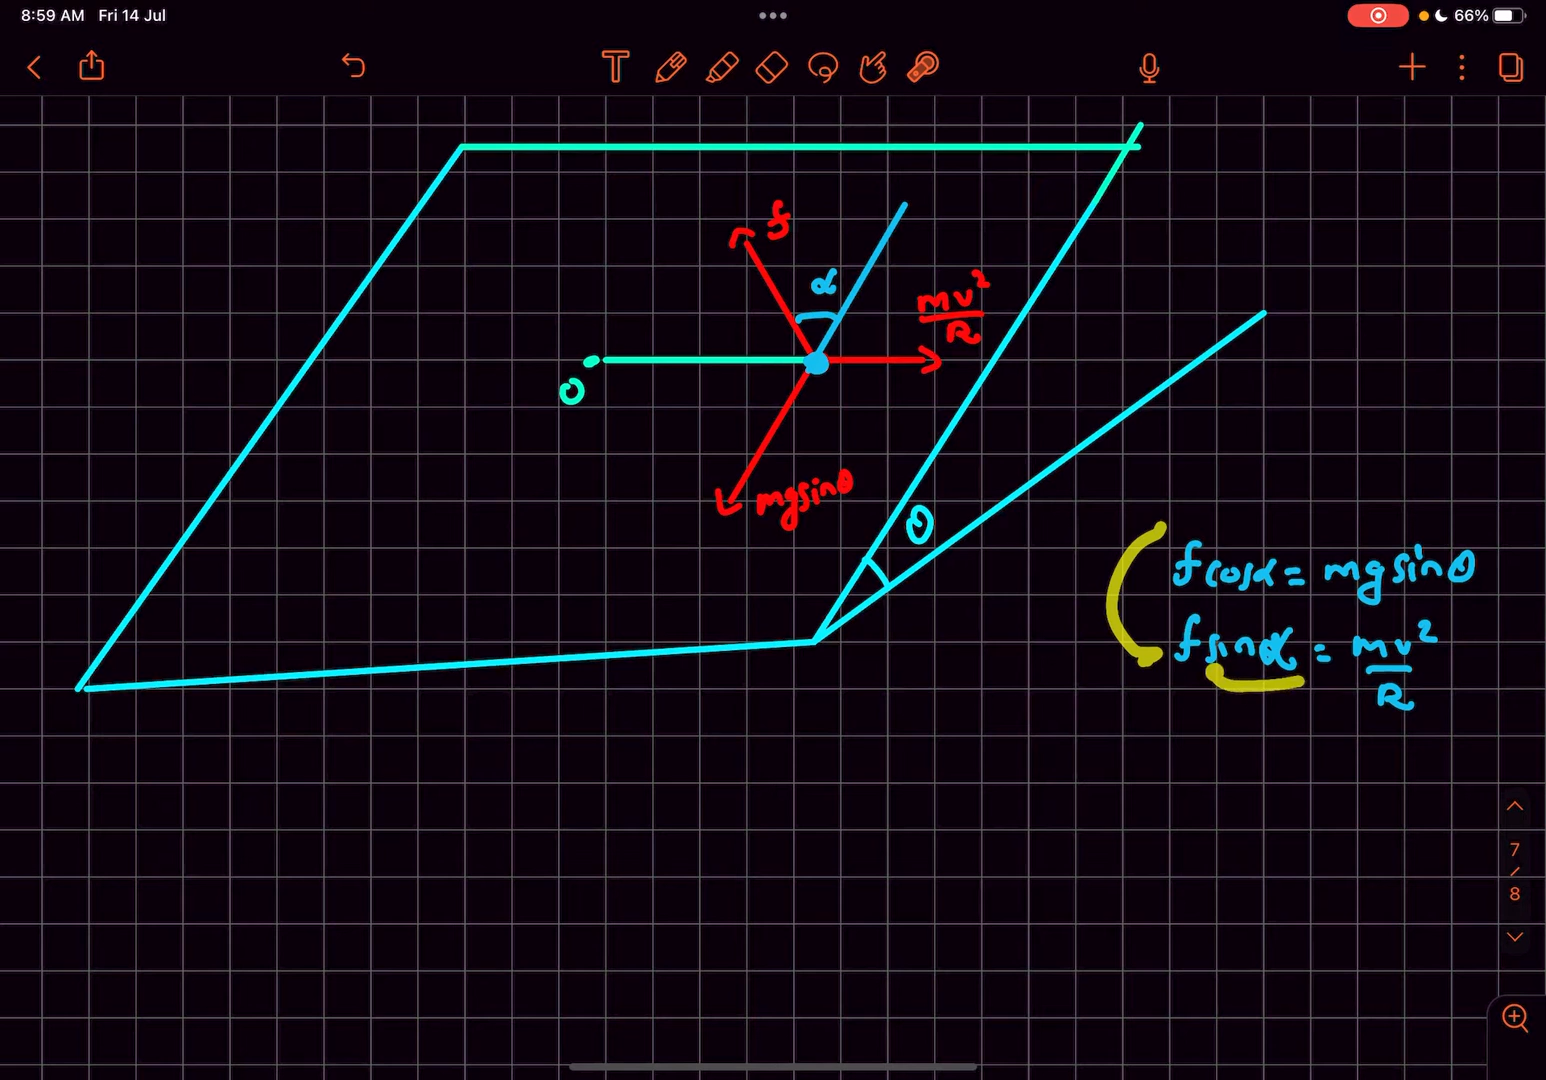 8:59 AM Fri 14 Jul
66%
T
f
α
mv²
R
O
mgsinθ
θ
fcosα = mgsinθ
fsinα = mv²
R
7
/
8